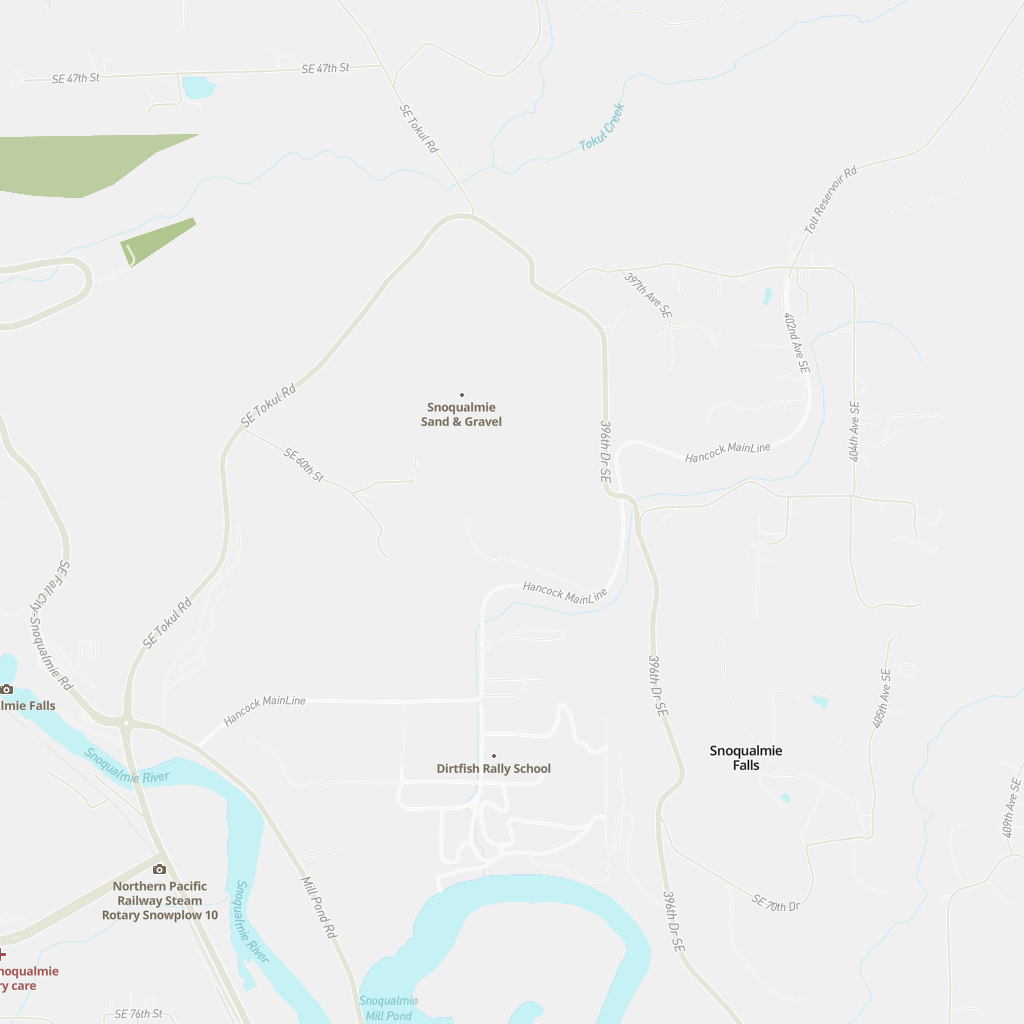 SE 47th St
SE 47th St
SE Tokul Rd
Tokul Creek
Tolt Reservoir Rd
397th Ave SE
402nd Ave SE
SE Tokul Rd
Snoqualmie
Sand & Gravel
396th Dr SE
404th Ave SE
Hancock MainLine
SE 60th St
SE Fall City-Snoqualmie Rd
Hancock MainLine
SE Tokul Rd
396th Dr SE
405th Ave SE
lmie Falls
Hancock MainLine
Snoqualmie
Falls
Snoqualmie River
Dirtfish Rally School
409th Ave SE
Northern Pacific
Railway Steam
Rotary Snowplow 10
Snoqualmie River
Mill Pond Rd
SE 70th Dr
396th Dr SE
noqualmie
ry care
Snoqualmie
Mill Pond
SE 76th St